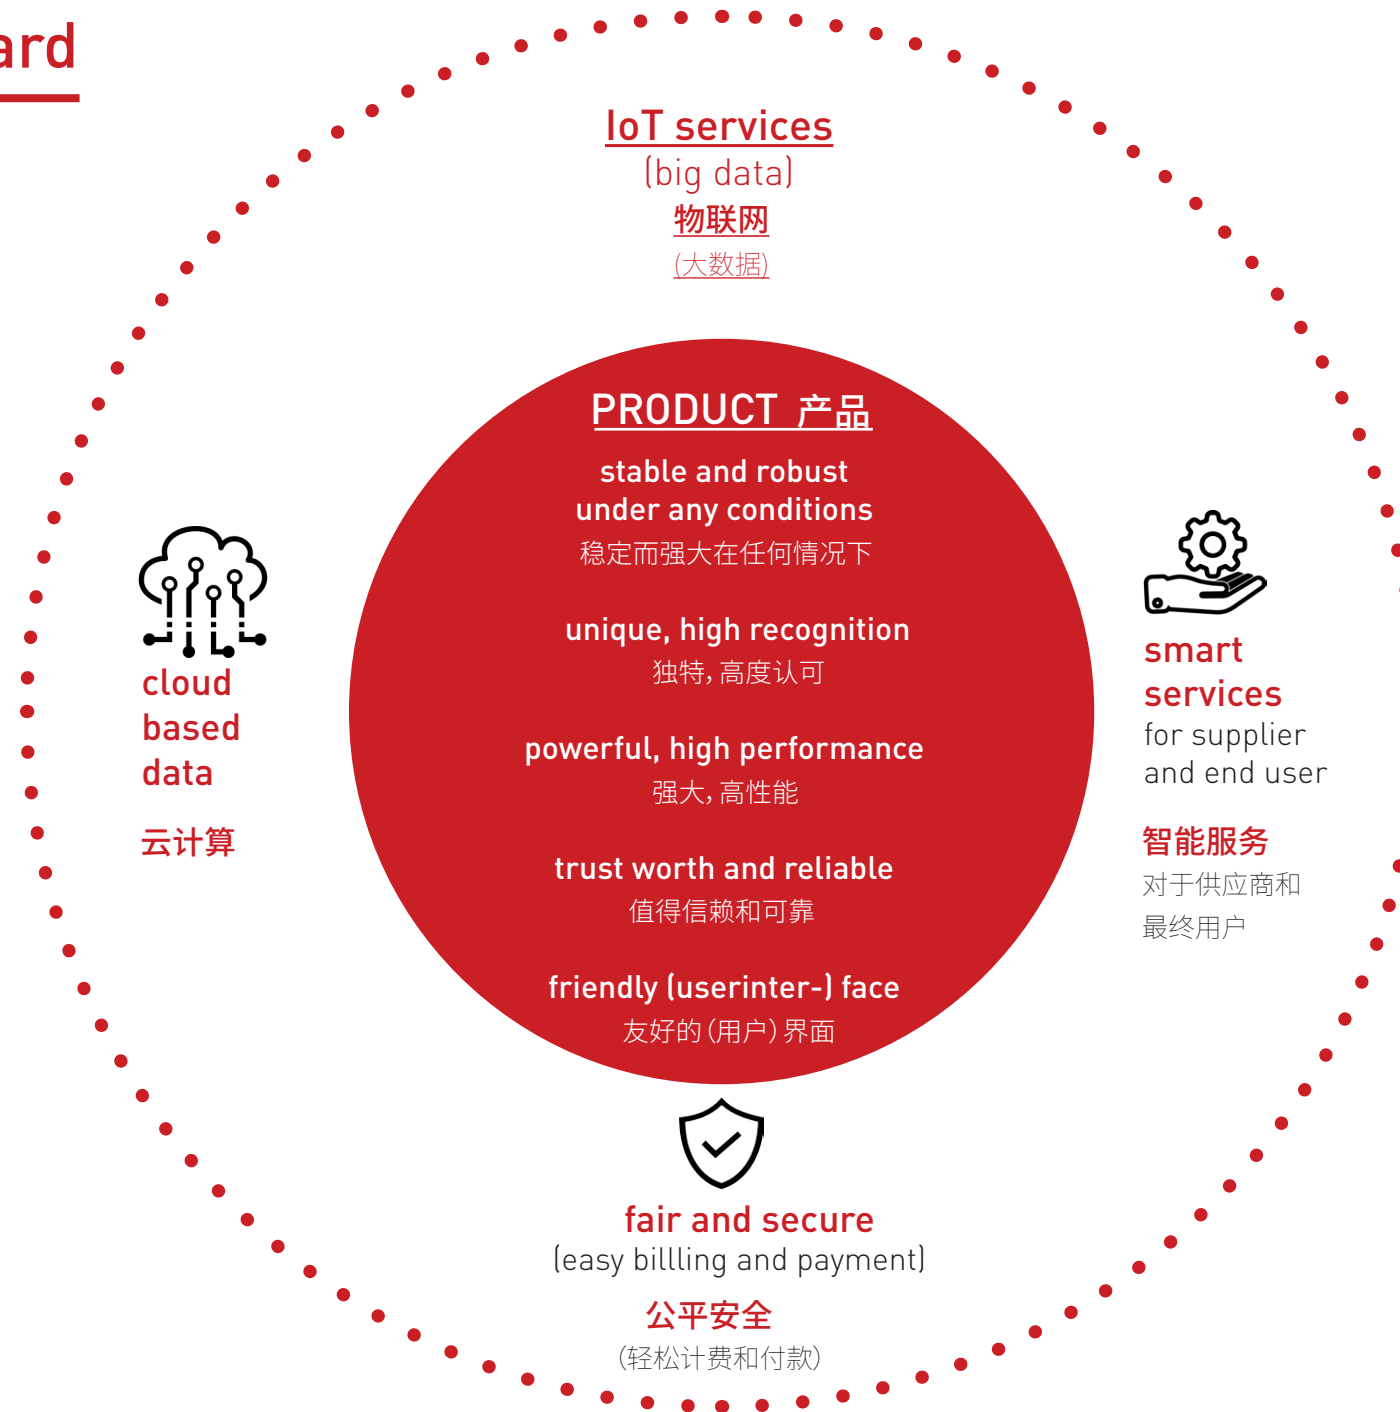 ard
IoT services
(big data)
物联网
(大数据)
PRODUCT 产品
stable and robust
under any conditions
稳定而强大在任何情况下
unique, high recognition
独特，高度认可
powerful, high performance
强大，高性能
trust worth and reliable
值得信赖和可靠
friendly (userinter-) face
友好的（用户）界面
cloud
based
data
云计算
smart
services
for supplier
and end user
智能服务
对于供应商和
最终用户
fair and secure
(easy billling and payment)
公平安全
（轻松计费和付款）